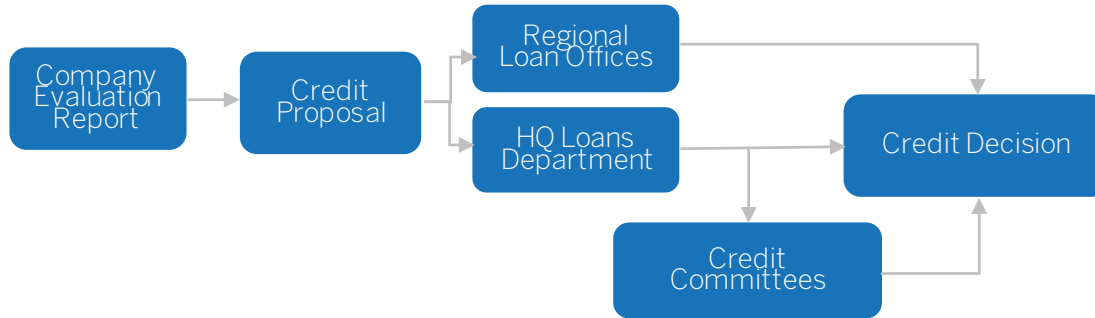 Company
Evaluation
Report
Credit
Proposal
Regional
Loan Offices
HQ Loans
Department
Credit Decision
Credit
Committees